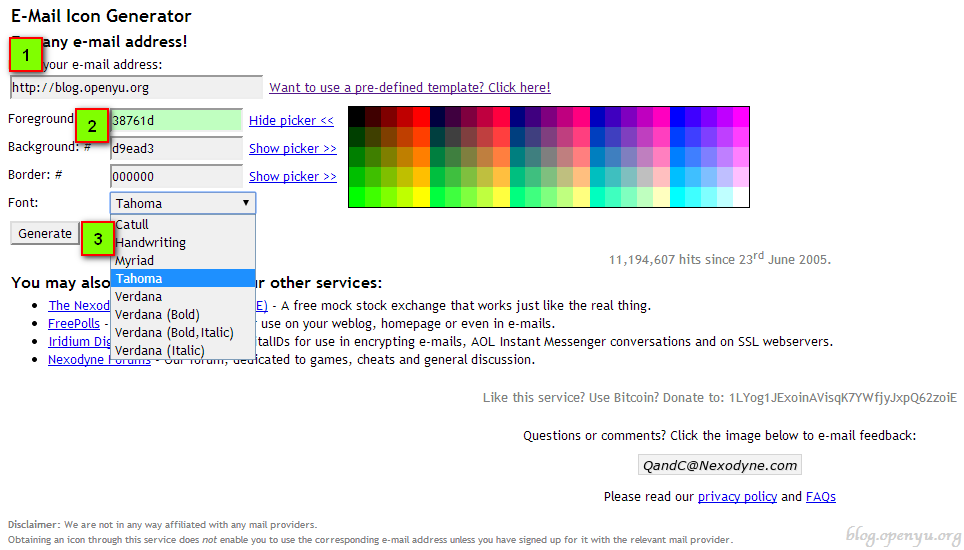 E-Mail Icon Generator
any e-mail address!
1
your e-mail address:
http://blog.openyu.org
Want to use a pre-defined template? Click here!
Foreground
2
38761d
Hide picker <<
Background: #
d9ead3
Show picker >>
Border: #
000000
Show picker >>
Font:
Tahoma
Generate
3
Catull
Handwriting
Myriad
Tahoma
Verdana
Verdana (Bold)
Verdana (Bold,Italic)
Verdana (Italic)
11,194,607 hits since 23rd June 2005.
You may also
ur other services:
The Nexod
E) - A free mock stock exchange that works just like the real thing.
FreePolls -
r use on your weblog, homepage or even in e-mails.
Iridium Dig
talIDs for use in encrypting e-mails, AOL Instant Messenger conversations and on SSL webservers.
Nexodyne Forums - Our forum, dedicated to games, cheats and general discussion.
Like this service? Use Bitcoin? Donate to: 1LYog1JExoinAVisqK7YWfjyJxpQ62zoiE
Questions or comments? Click the image below to e-mail feedback:
QandC@Nexodyne.com
Please read our privacy policy and FAQs
Disclaimer: We are not in any way affiliated with any mail providers.
Obtaining an icon through this service does not enable you to use the corresponding e-mail address unless you have signed up for it with the relevant mail provider.
blog.openyu.org